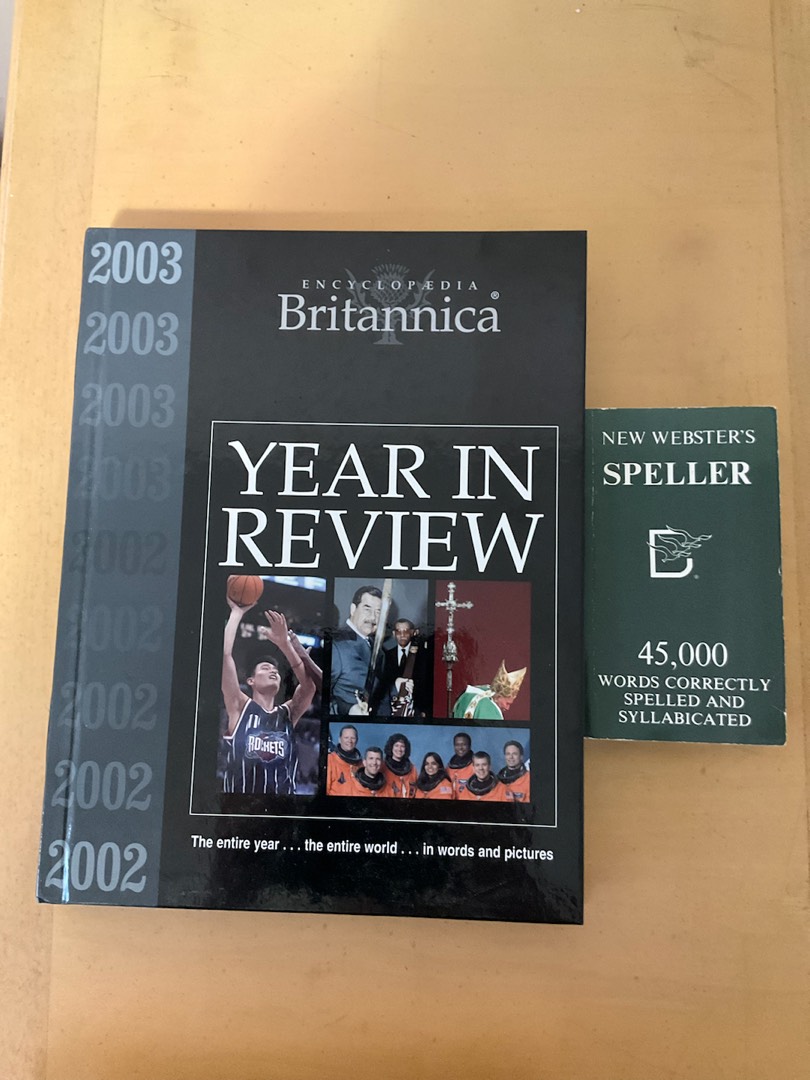 2003
2003
2003
2003
2002
2002
2002
2002
2002
ENCYCLOPÆDIA
Britannica®
YEAR IN
REVIEW
ROCKETS
The entire year . . . the entire world . . . in words and pictures
NEW WEBSTER'S
SPELLER
D®
45,000
WORDS CORRECTLY
SPELLED AND
SYLLABICATED